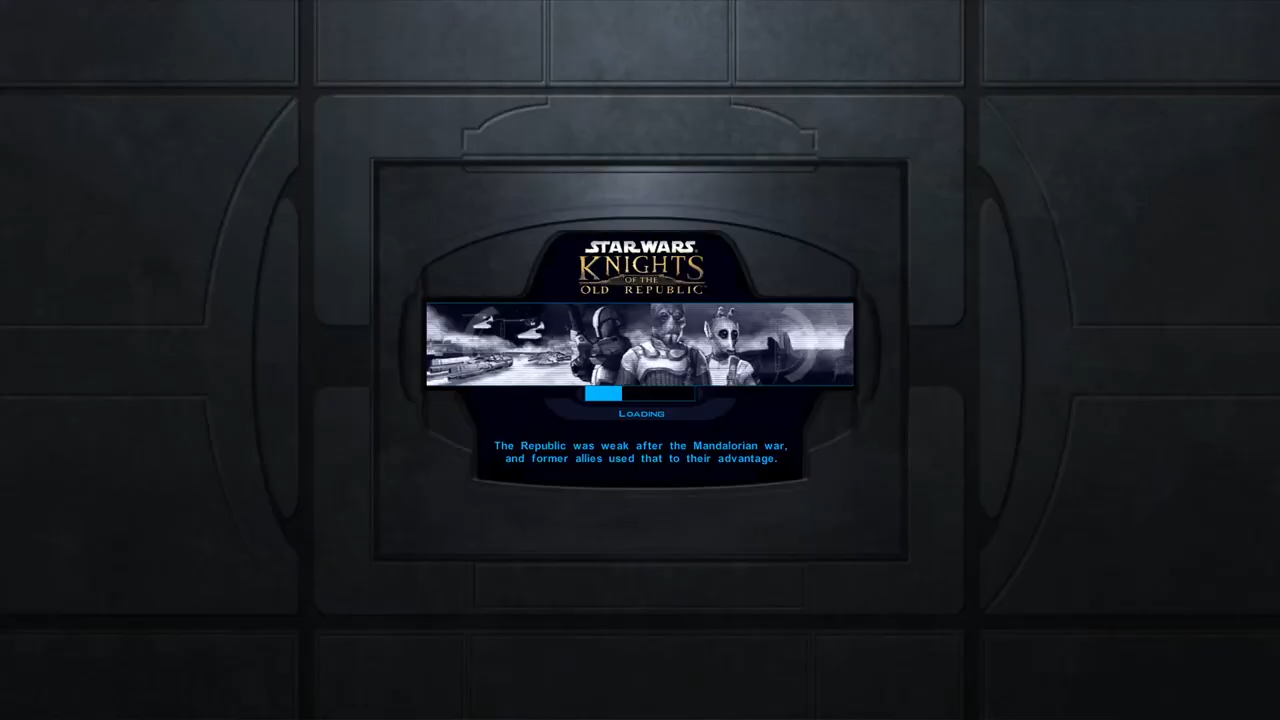 STAR WARS
KNIGHTS
OF THE
OLD REPUBLIC
LOADING
The Republic was weak after the Mandalorian war,
and former allies used that to their advantage.